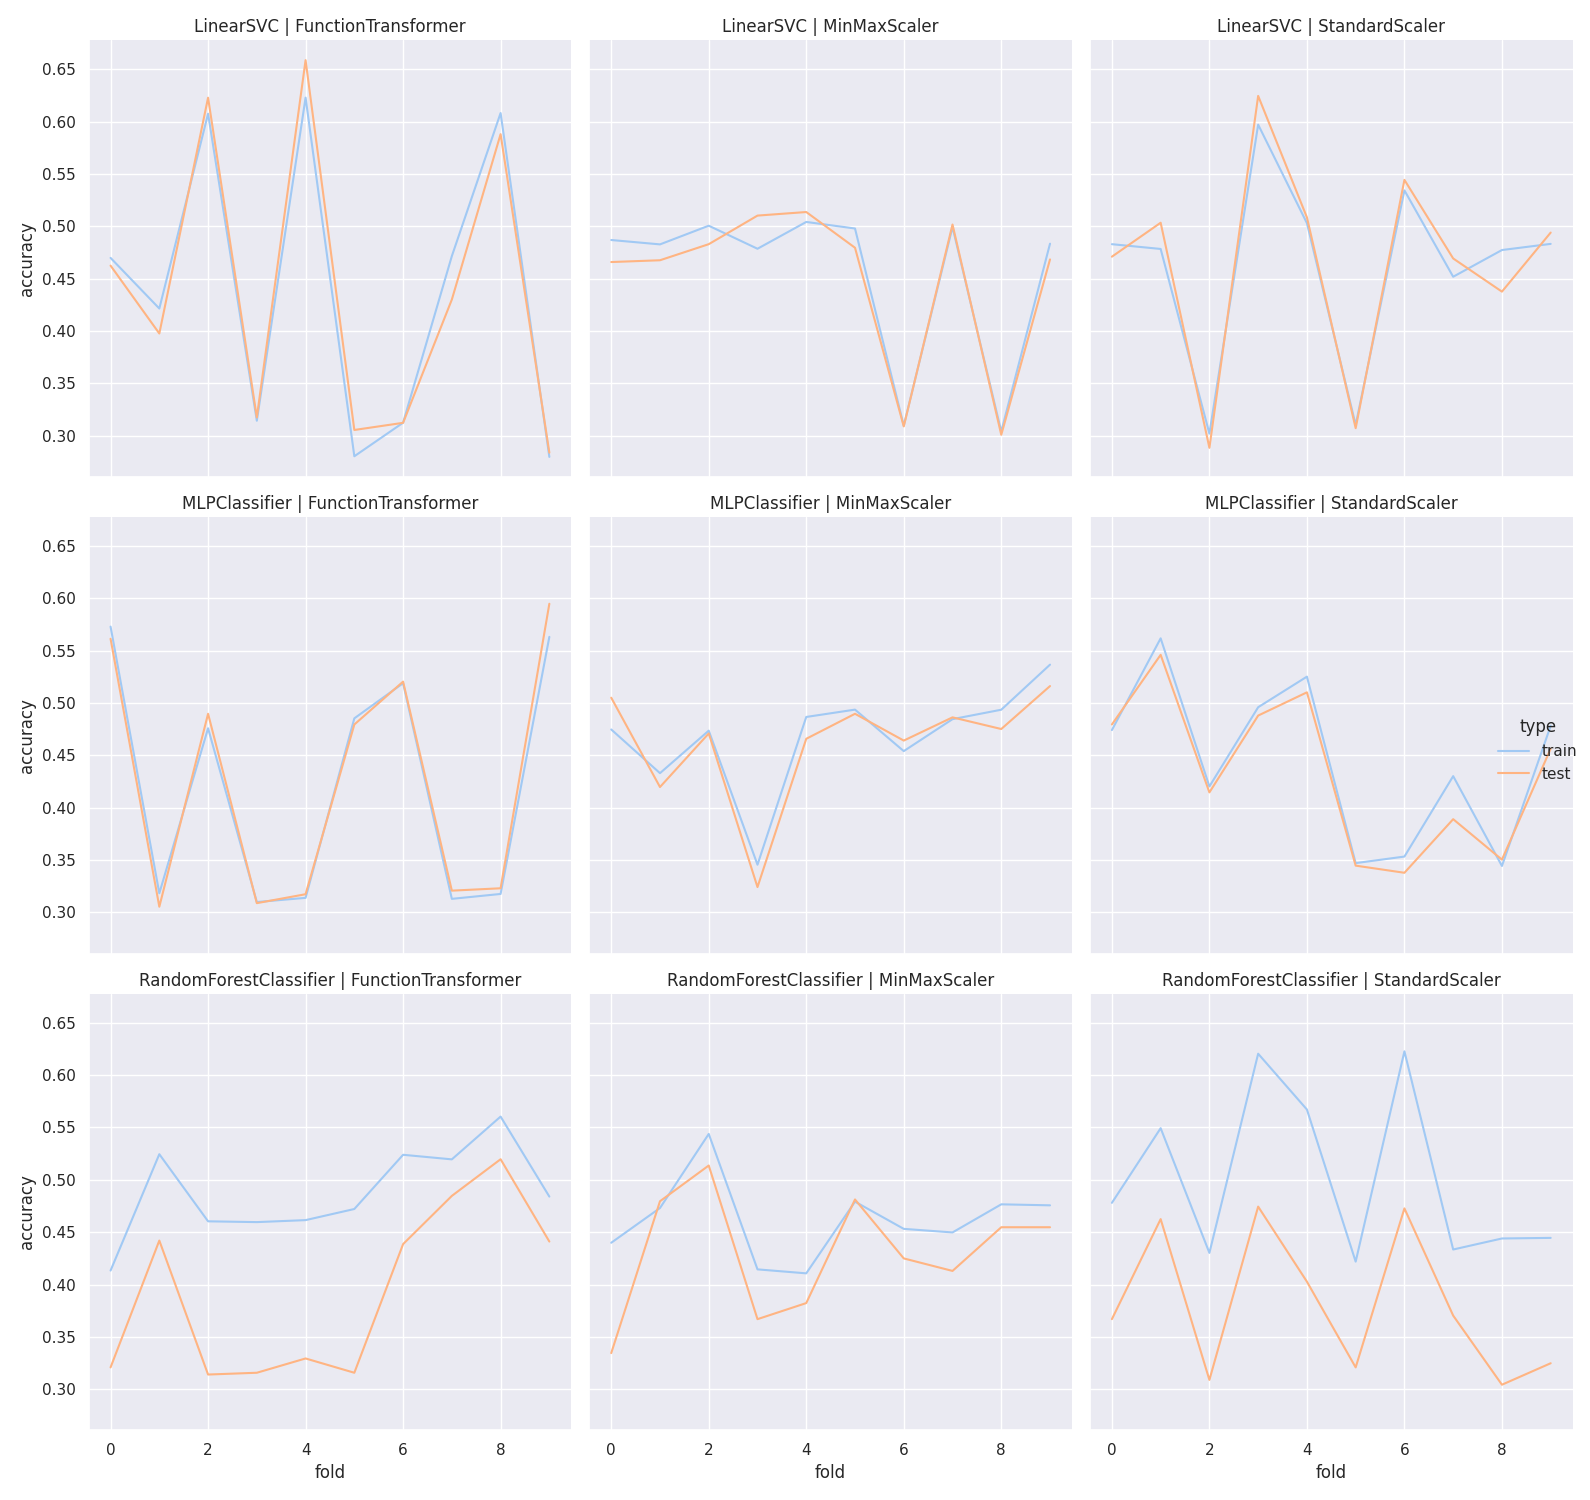 LinearSVC | FunctionTransformer
LinearSVC | MinMaxScaler
LinearSVC | StandardScaler
0.65
0.60
0.55
0.50
0.45
0.40
0.35
0.30
accuracy
MLPClassifier | FunctionTransformer
MLPClassifier | MinMaxScaler
MLPClassifier | StandardScaler
0.65
0.60
0.55
0.50
0.45
0.40
0.35
0.30
accuracy
type
train
test
RandomForestClassifier | FunctionTransformer
RandomForestClassifier | MinMaxScaler
RandomForestClassifier | StandardScaler
0.65
0.60
0.55
0.50
0.45
0.40
0.35
0.30
accuracy
0 2 4 6 8
fold
0 2 4 6 8
fold
0 2 4 6 8
fold